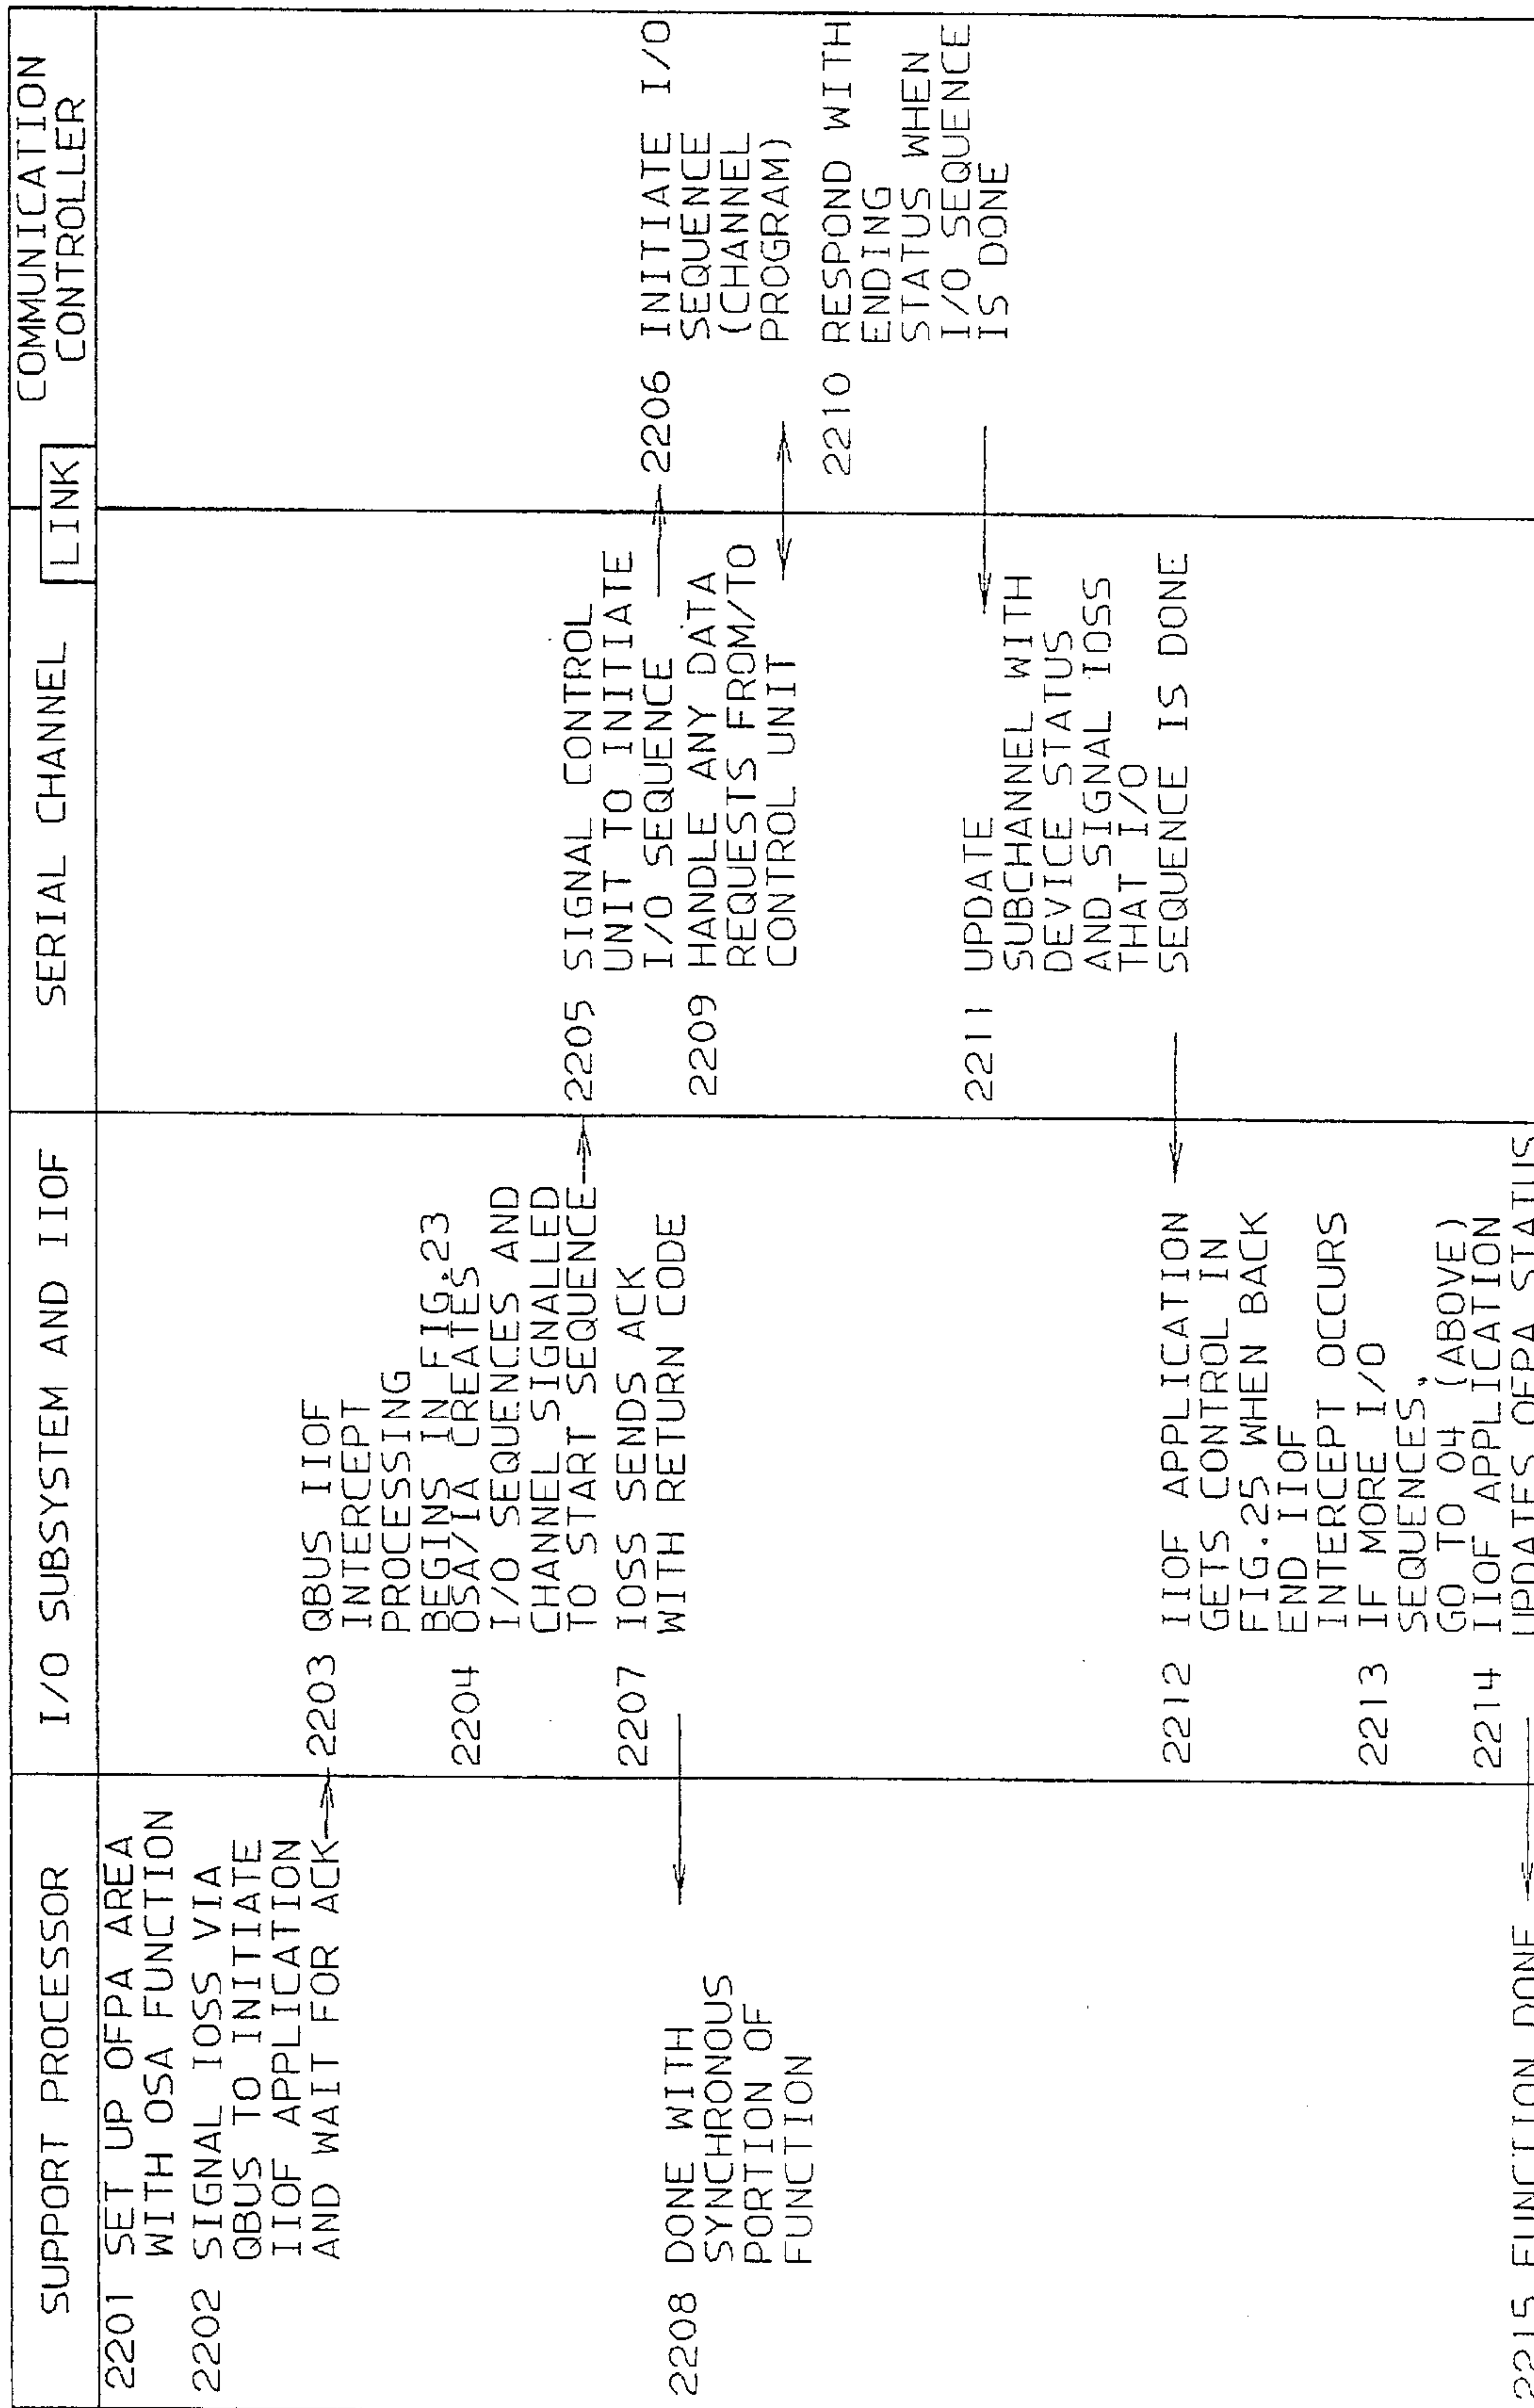 SUPPORT PROCESSOR
I/O SUBSYSTEM AND IIOF
SERIAL CHANNEL
LINK
COMMUNICATION
CONTROLLER
2201 SET UP OFPA AREA
WITH OSA FUNCTION
2202 SIGNAL IOSS VIA
QBUS TO INITIATE
IIOF APPLICATION
AND WAIT FOR ACK
2203 QBUS IIOF
INTERCEPT
PROCESSING
BEGINS IN FIG.23
2204 OSA/IA CREATES
I/O SEQUENCES AND
CHANNEL SIGNALLED
TO START SEQUENCE
2205 SIGNAL CONTROL
UNIT TO INITIATE
I/O SEQUENCE
2206 INITIATE I/O
SEQUENCE
(CHANNEL
PROGRAM)
2207 IOSS SENDS ACK
WITH RETURN CODE
2208 DONE WITH
SYNCHRONOUS
PORTION OF
FUNCTION
2209 HANDLE ANY DATA
REQUESTS FROM/TO
CONTROL UNIT
2210 RESPOND WITH
ENDING
STATUS WHEN
I/O SEQUENCE
IS DONE
2211 UPDATE
SUBCHANNEL WITH
DEVICE STATUS
AND SIGNAL IOSS
THAT I/O
SEQUENCE IS DONE
2212 IIOF APPLICATION
GETS CONTROL IN
FIG.25 WHEN BACK
END IIOF
INTERCEPT OCCURS
2213 IF MORE I/O
SEQUENCES,
GO TO 04 (ABOVE)
2214 IIOF APPLICATION
UPDATES OFPA STATUS
2215 FUNCTION DONE